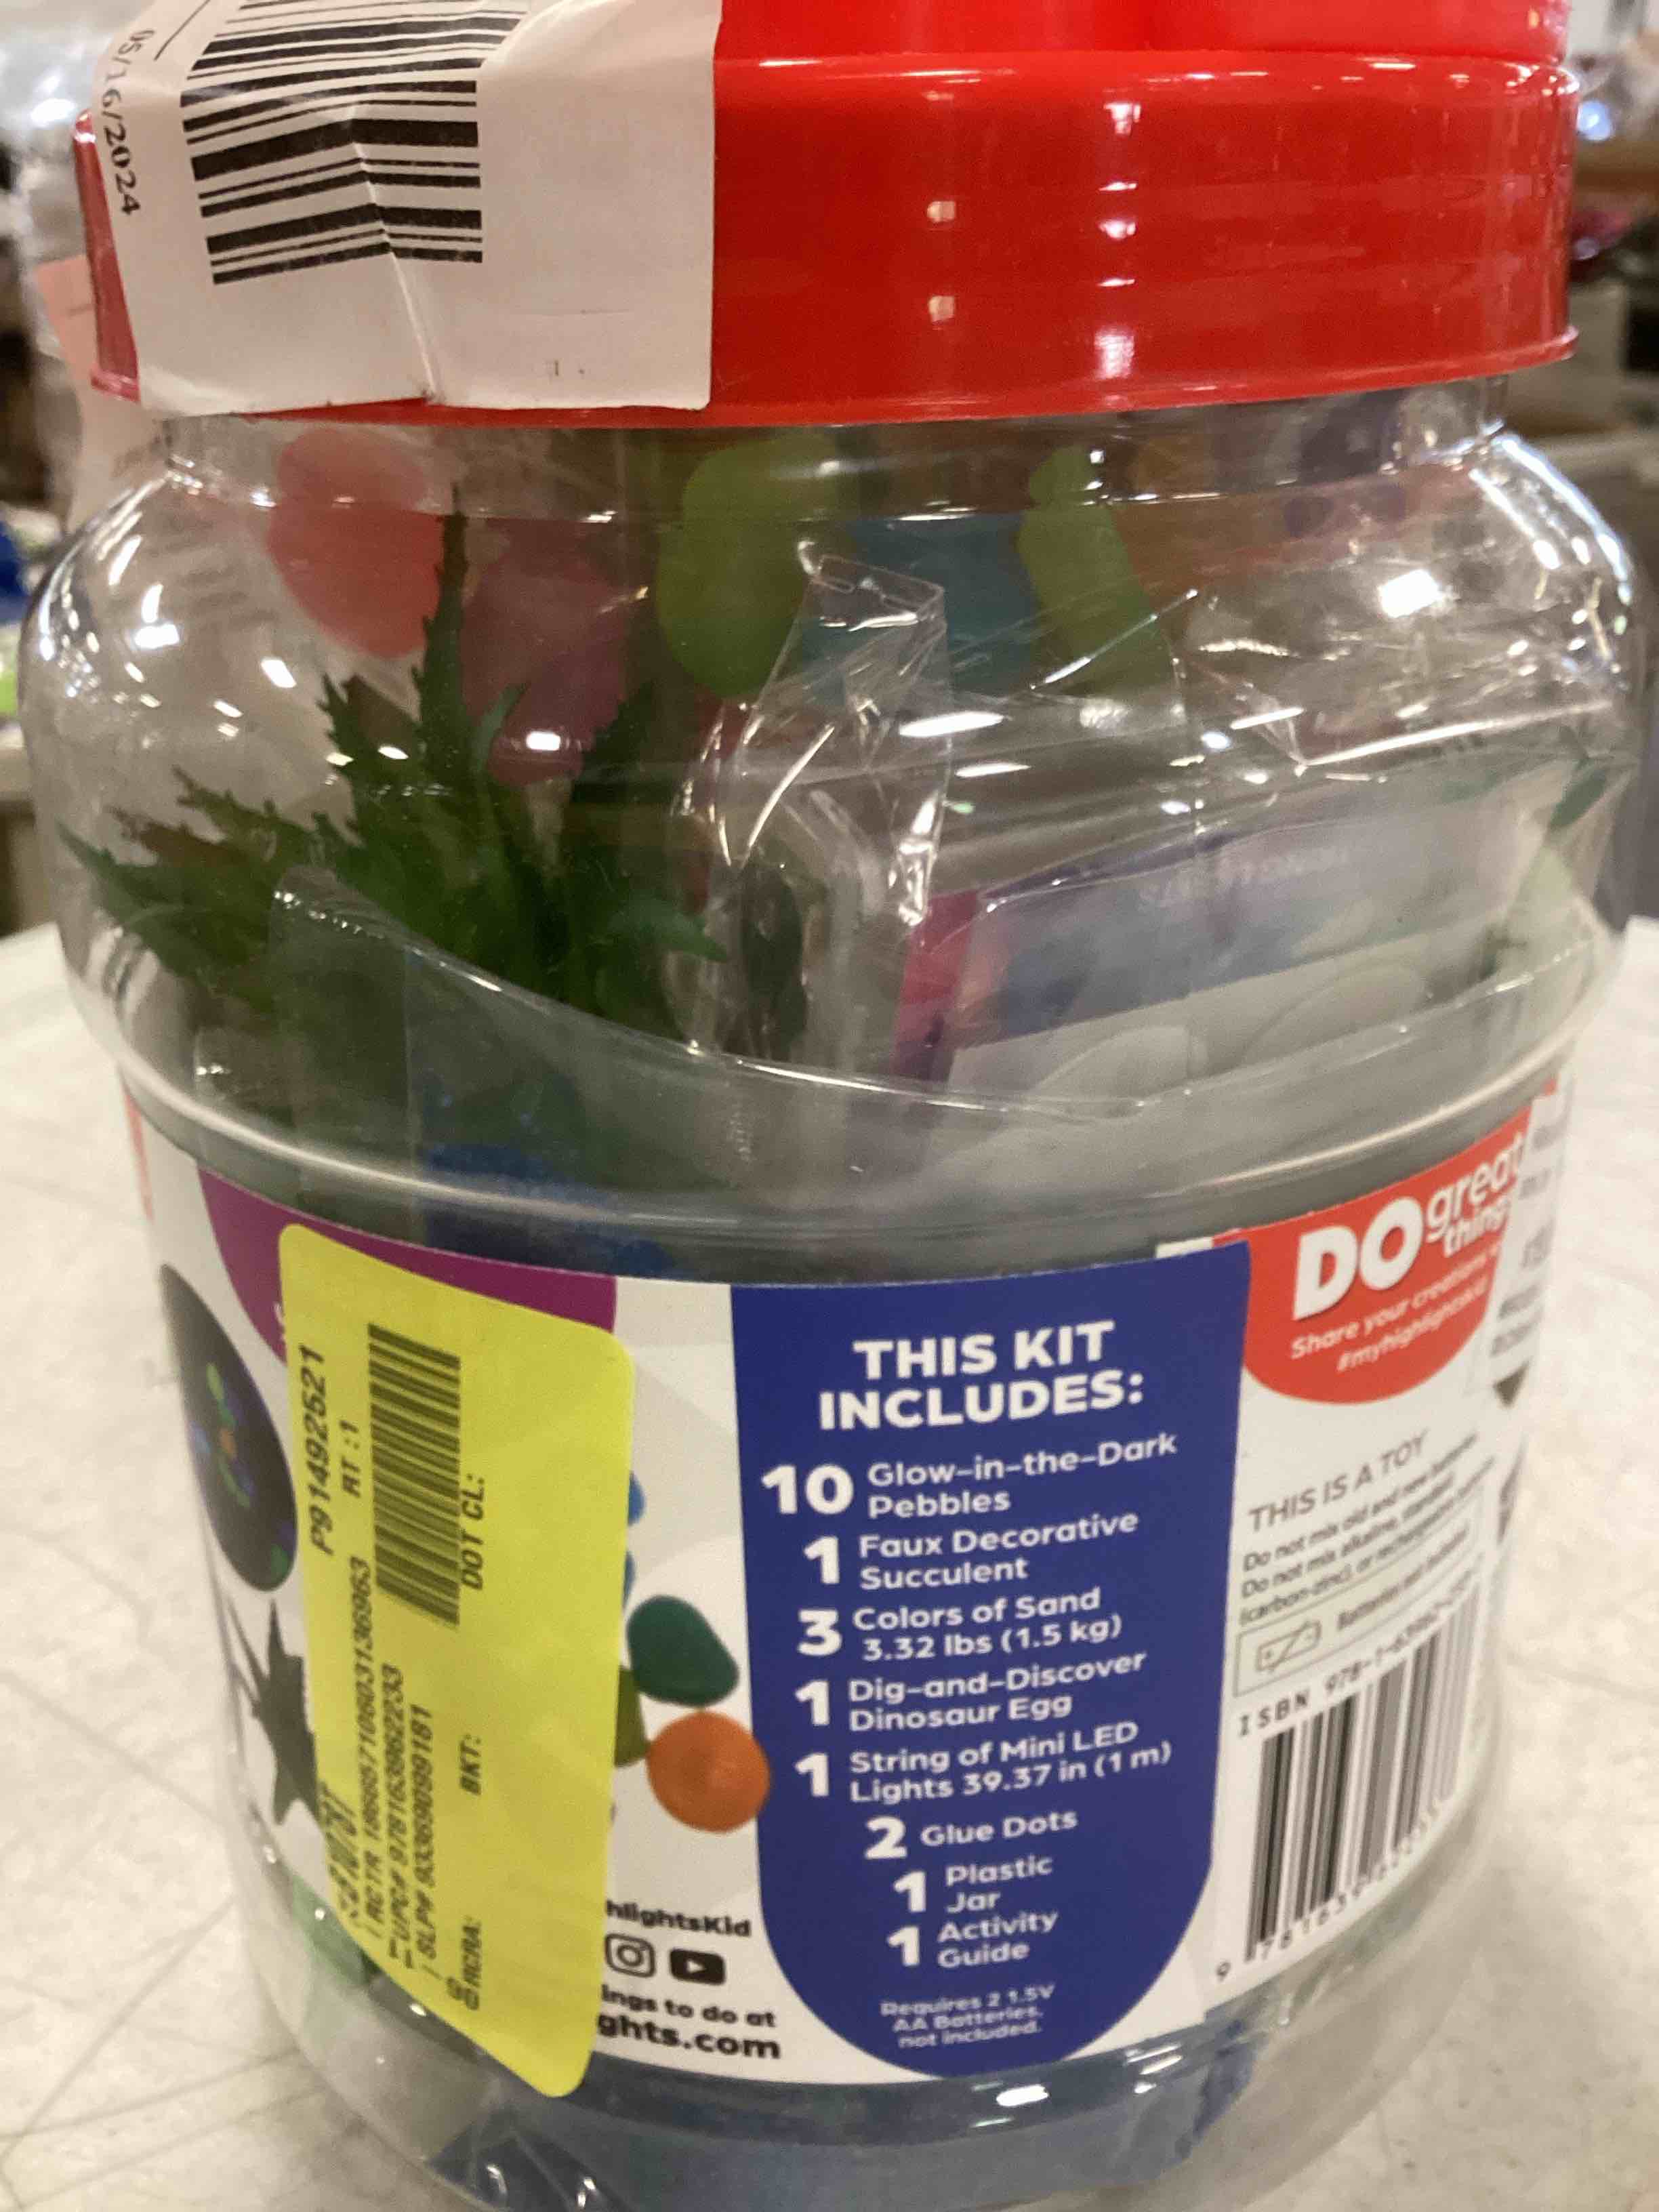 05/16/2024
DO great
things
Share your creations
#myhighlightskid
THIS KIT
INCLUDES:
10 Glow-in-the-Dark
Pebbles
1 Faux Decorative
Succulent
3 Colors of Sand
3.32 lbs (1.5 kg)
1 Dig-and-Discover
Dinosaur Egg
1 String of Mini LED
Lights 39.37 in (1 m)
2 Glue Dots
1 Plastic
Jar
1 Activity
Guide
Requires 2 1.5V
AA Batteries,
not included.
THIS IS A TOY
Do not mix old and new
Do not mix alkaline,
(carbon-zinc), or rechargeable
ISBN 978-1-63962
P91492621
RT :1
DOT CL:
BKT:
hlightsKid
ings to do at
ghts.com